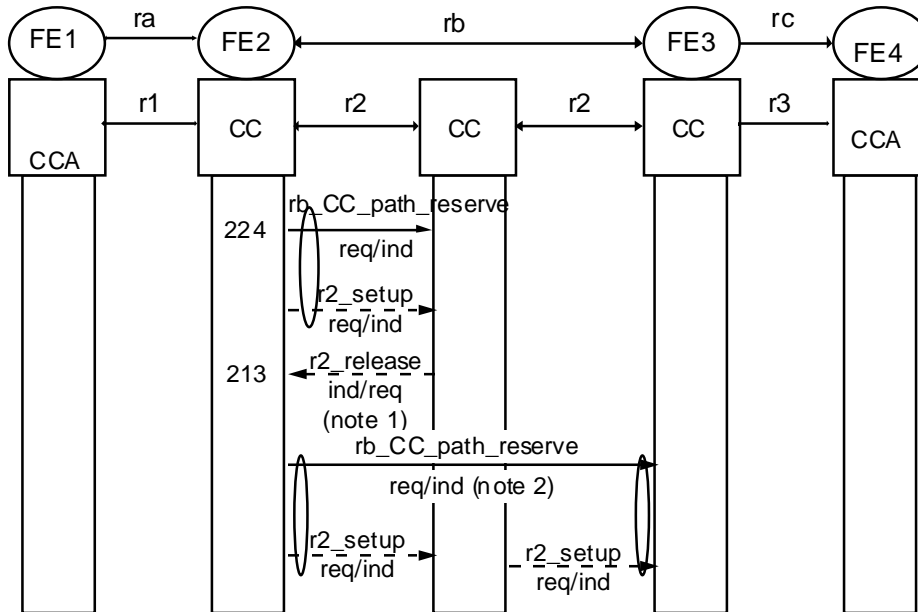 ra
rb
rc
FE1
FE2
FE3
FE4
r1
r2
r2
r3
CCA
CC
CC
CC
CCA
rb_CC_path_reserve
224
req/ind
r2_setup
req/ind
r2_release
213
ind/req
(note 1)
rb_CC_path_reserve
req/ind (note 2)
r2_setup
req/ind
r2_setup
req/ind